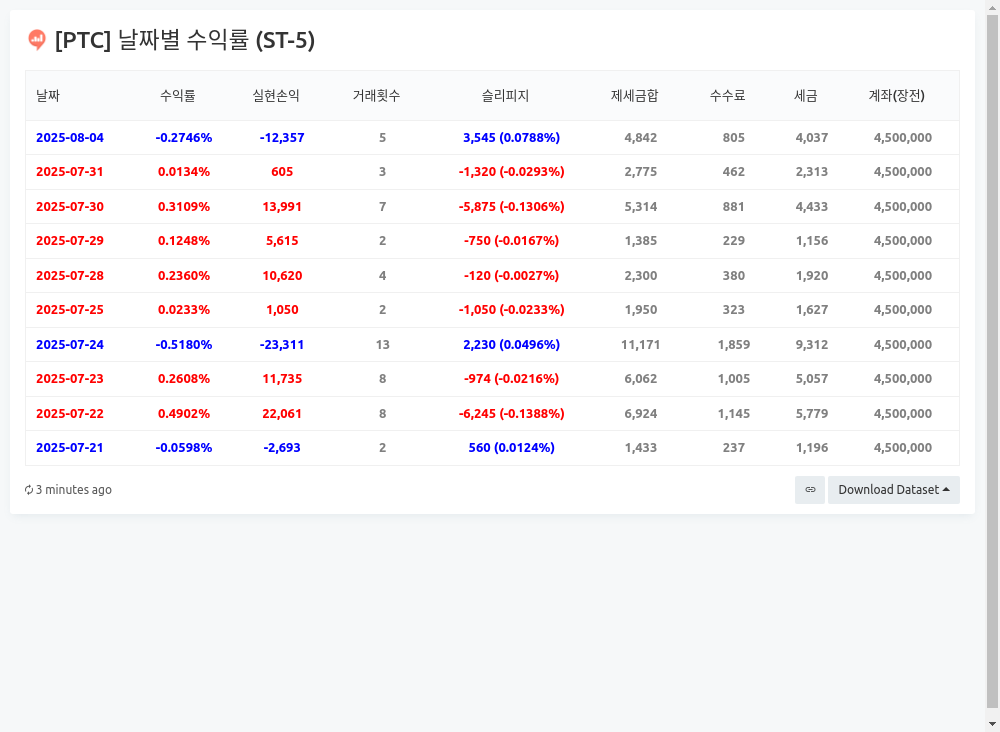 [PTC] 날짜별 수익률 (ST-5)
날짜 수익률 실현손익 거래횟수 슬리피지 제세금합 수수료 세금 계좌(장전)
2025-08-04 -0.2746% -12,357 5 3,545 (0.0788%) 4,842 805 4,037 4,500,000
2025-07-31 0.0134% 605 3 -1,320 (-0.0293%) 2,775 462 2,313 4,500,000
2025-07-30 0.3109% 13,991 7 -5,875 (-0.1306%) 5,314 881 4,433 4,500,000
2025-07-29 0.1248% 5,615 2 -750 (-0.0167%) 1,385 229 1,156 4,500,000
2025-07-28 0.2360% 10,620 4 -120 (-0.0027%) 2,300 380 1,920 4,500,000
2025-07-25 0.0233% 1,050 2 -1,050 (-0.0233%) 1,950 323 1,627 4,500,000
2025-07-24 -0.5180% -23,311 13 2,230 (0.0496%) 11,171 1,859 9,312 4,500,000
2025-07-23 0.2608% 11,735 8 -974 (-0.0216%) 6,062 1,005 5,057 4,500,000
2025-07-22 0.4902% 22,061 8 -6,245 (-0.1388%) 6,924 1,145 5,779 4,500,000
2025-07-21 -0.0598% -2,693 2 560 (0.0124%) 1,433 237 1,196 4,500,000
3 minutes ago Download Dataset